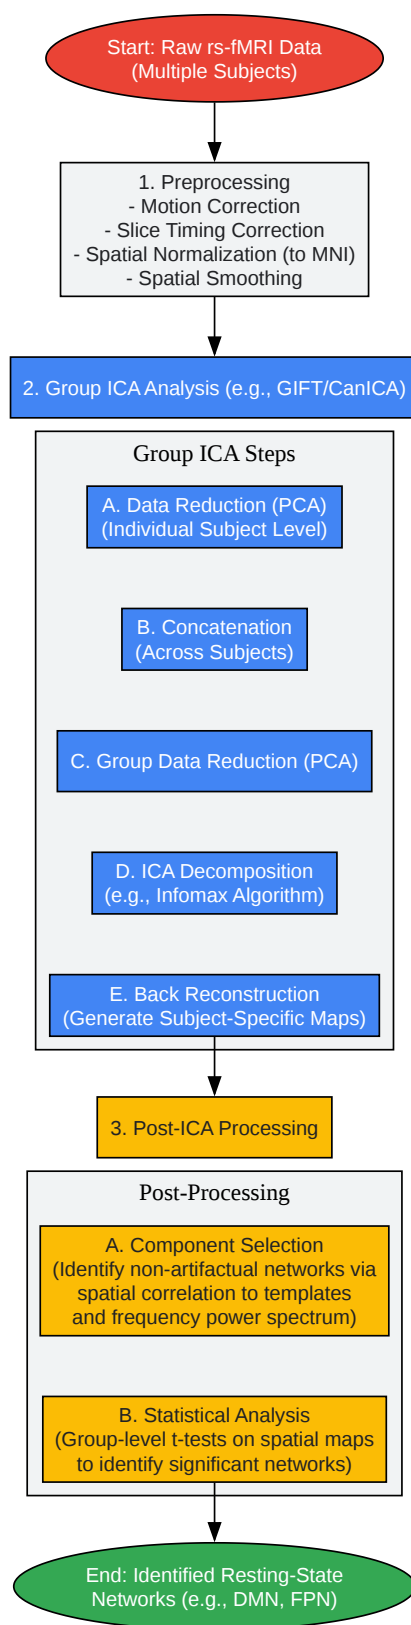 Start: Raw rs-fMRI Data
(Multiple Subjects)
1. Preprocessing
- Motion Correction
- Slice Timing Correction
- Spatial Normalization (to MNI)
- Spatial Smoothing
2. Group ICA Analysis (e.g., GIFT/CanICA)
Group ICA Steps
A. Data Reduction (PCA)
(Individual Subject Level)
B. Concatenation
(Across Subjects)
C. Group Data Reduction (PCA)
D. ICA Decomposition
(e.g., Infomax Algorithm)
E. Back Reconstruction
(Generate Subject-Specific Maps)
3. Post-ICA Processing
Post-Processing
A. Component Selection
(Identify non-artifactual networks via
spatial correlation to templates
and frequency power spectrum)
B. Statistical Analysis
(Group-level t-tests on spatial maps
to identify significant networks)
End: Identified Resting-State
Networks (e.g., DMN, FPN)